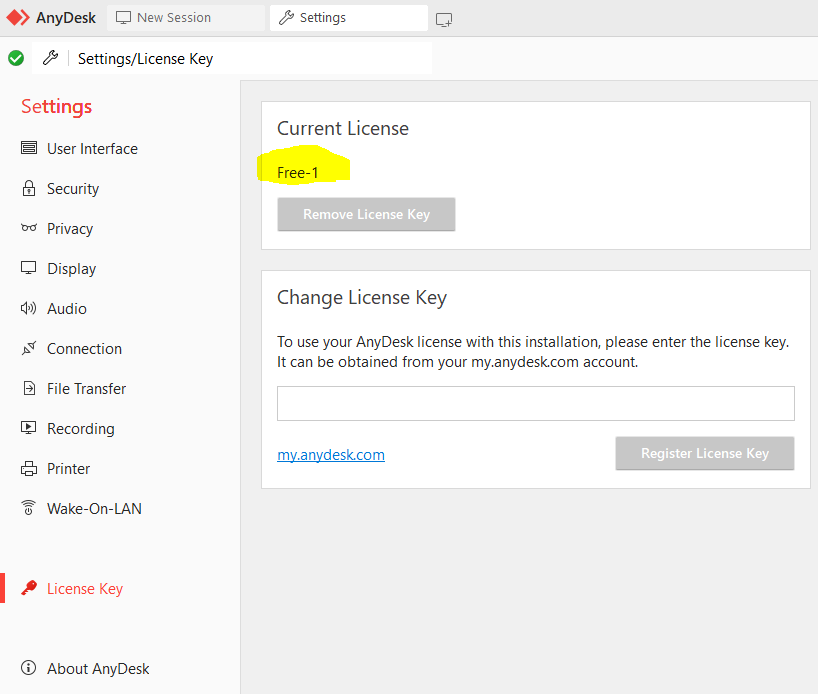 AnyDesk
New Session
Settings
Settings/License Key
Settings
User Interface
Security
Privacy
Display
Audio
Connection
File Transfer
Recording
Printer
Wake-On-LAN
License Key
About AnyDesk
Current License
Free-1
Remove License Key
Change License Key
To use your AnyDesk license with this installation, please enter the license key.
It can be obtained from your my.anydesk.com account.
my.anydesk.com
Register License Key